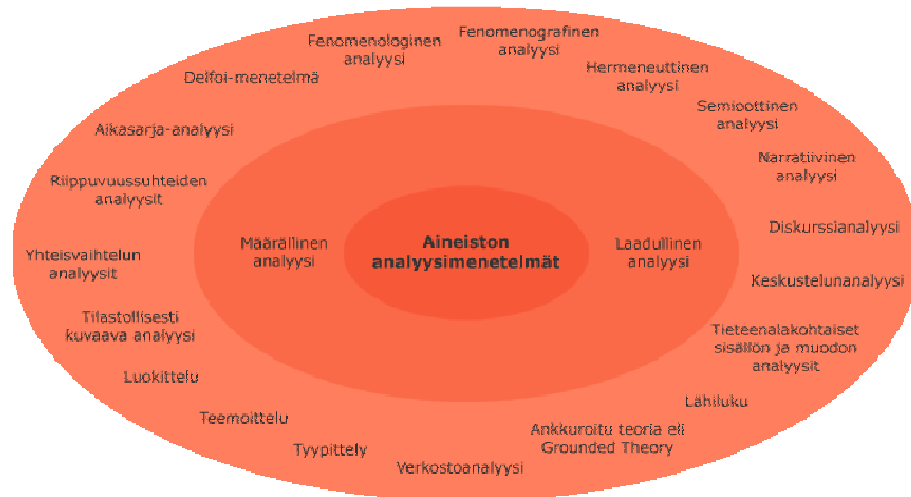 Fenomenologinen
analyysi
Fenomenografinen
analyysi
Delfoi-menetelmä
Hermeneuttinen
analyysi
Semioottinen
analyysi
Aikasarja-analyysi
Narratiivinen
analyysi
Riippuvuussuhteiden
analyysit
Diskurssianalyysi
Yhteisvaihtelun
analyysit
Määrällinen
analyysi
Aineiston
analyysimenetelmät
Laadullinen
analyysi
Keskustelunanalyysi
Tilastollisesti
kuvaava analyysi
Tieteenalakohtaiset
sisällön ja muodon
analyysit
Luokittelu
Lähiluku
Teemoittelu
Ankkuroitu teoria eli
Grounded Theory
Tyypittely
Verkostoanalyysi